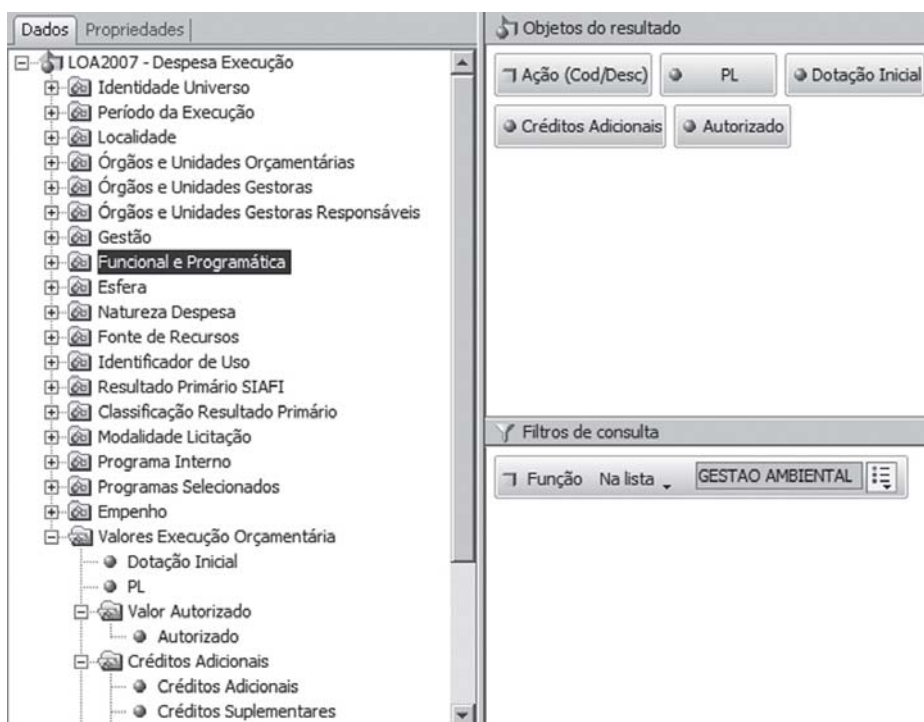 Dados Propriedades
LOA2007 - Despesa Execução
Identidade Universo
Período da Execução
Localidade
Órgãos e Unidades Orçamentárias
Órgãos e Unidades Gestoras
Órgãos e Unidades Gestoras Responsáveis
Gestão
Funcional e Programática
Esfera
Natureza Despesa
Fonte de Recursos
Identificador de Uso
Resultado Primário SIAFI
Classificação Resultado Primário
Modalidade Licitação
Programa Interno
Programas Selecionados
Empenho
Valores Execução Orçamentária
Dotação Inicial
PL
Valor Autorizado
Autorizado
Créditos Adicionais
Créditos Adicionais
Créditos Suplementares
Objetos do resultado
Ação (Cod/Desc) PL Dotação Inicial
Créditos Adicionais Autorizado
Filtros de consulta
Função Na lista GESTAO AMBIENTAL